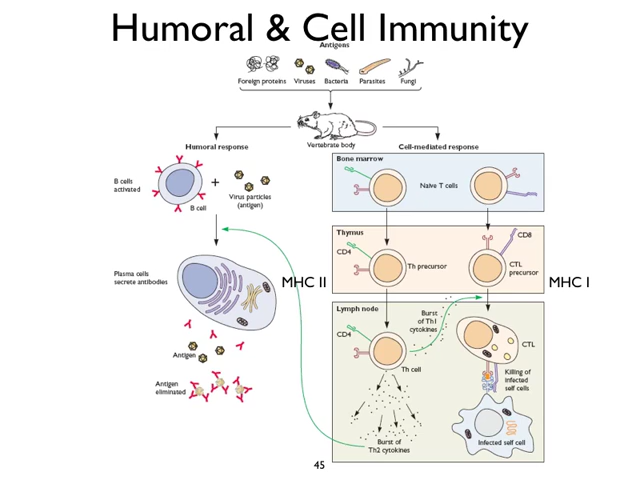 Humoral & Cell Immunity
Antigens
Foreign proteins
Viruses
Bacteria
Parasites
Fungi
Vertebrate body
Humoral response
Cell-mediated response
B cells
activated
+
B cell
Virus particles
(antigen)
Plasma cells
secrete antibodies
MHC II
Antigen
Antigen
eliminated
Bone marrow
Naive T cells
Thymus
CD4
Th precursor
CD8
CTL
precursor
MHC I
Lymph node
CD4
Th cell
Burst
of Th1
cytokines
CTL
Killing of
infected
self cells
Burst of
Th2 cytokines
Infected self cell
45